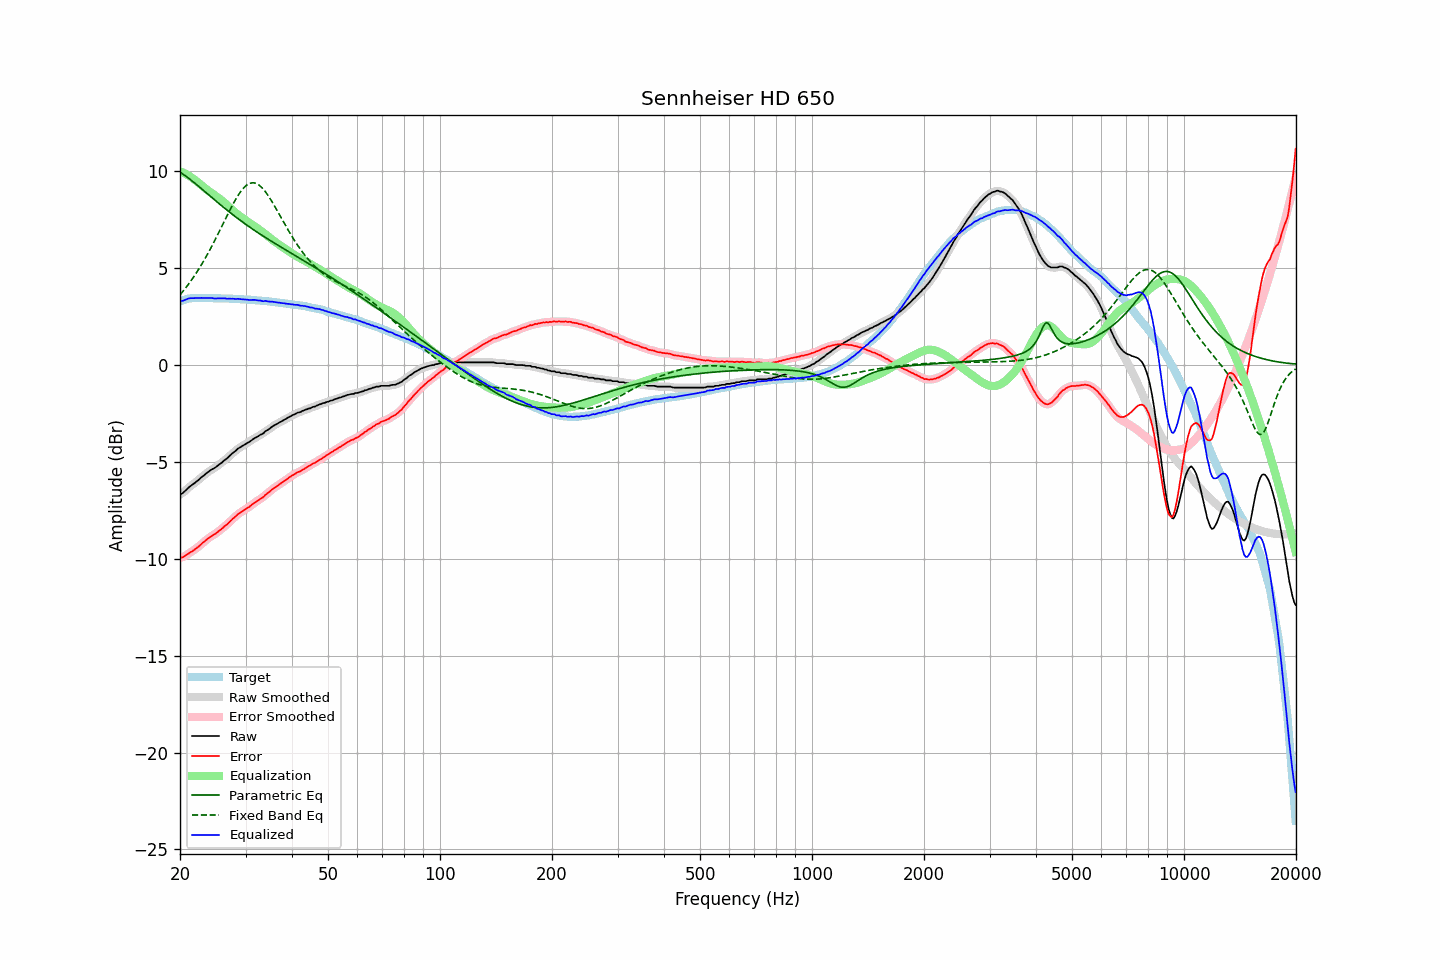 Sennheiser HD 650
Amplitude (dBr)
10
5
0
−5
−10
−15
−20
−25
Target
Raw Smoothed
Error Smoothed
Raw
Error
Equalization
Parametric Eq
Fixed Band Eq
Equalized
20 50 100 200 500 1000 2000 5000 10000 20000
Frequency (Hz)